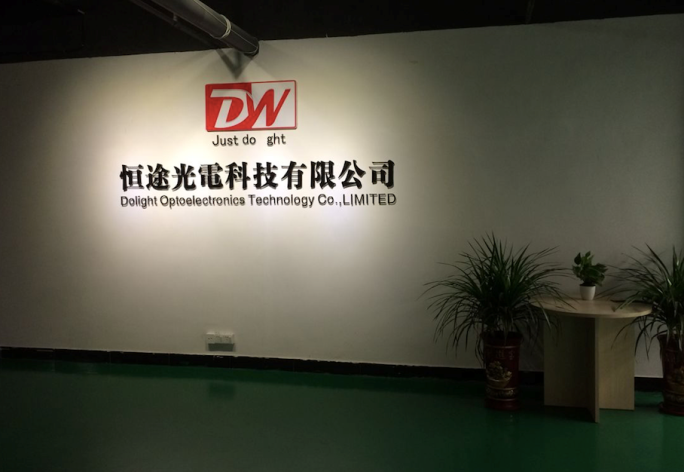 DW
Just do ght
恒途光電科技有限公司
Dolight Optoelectronics Technology Co.,LIMITED